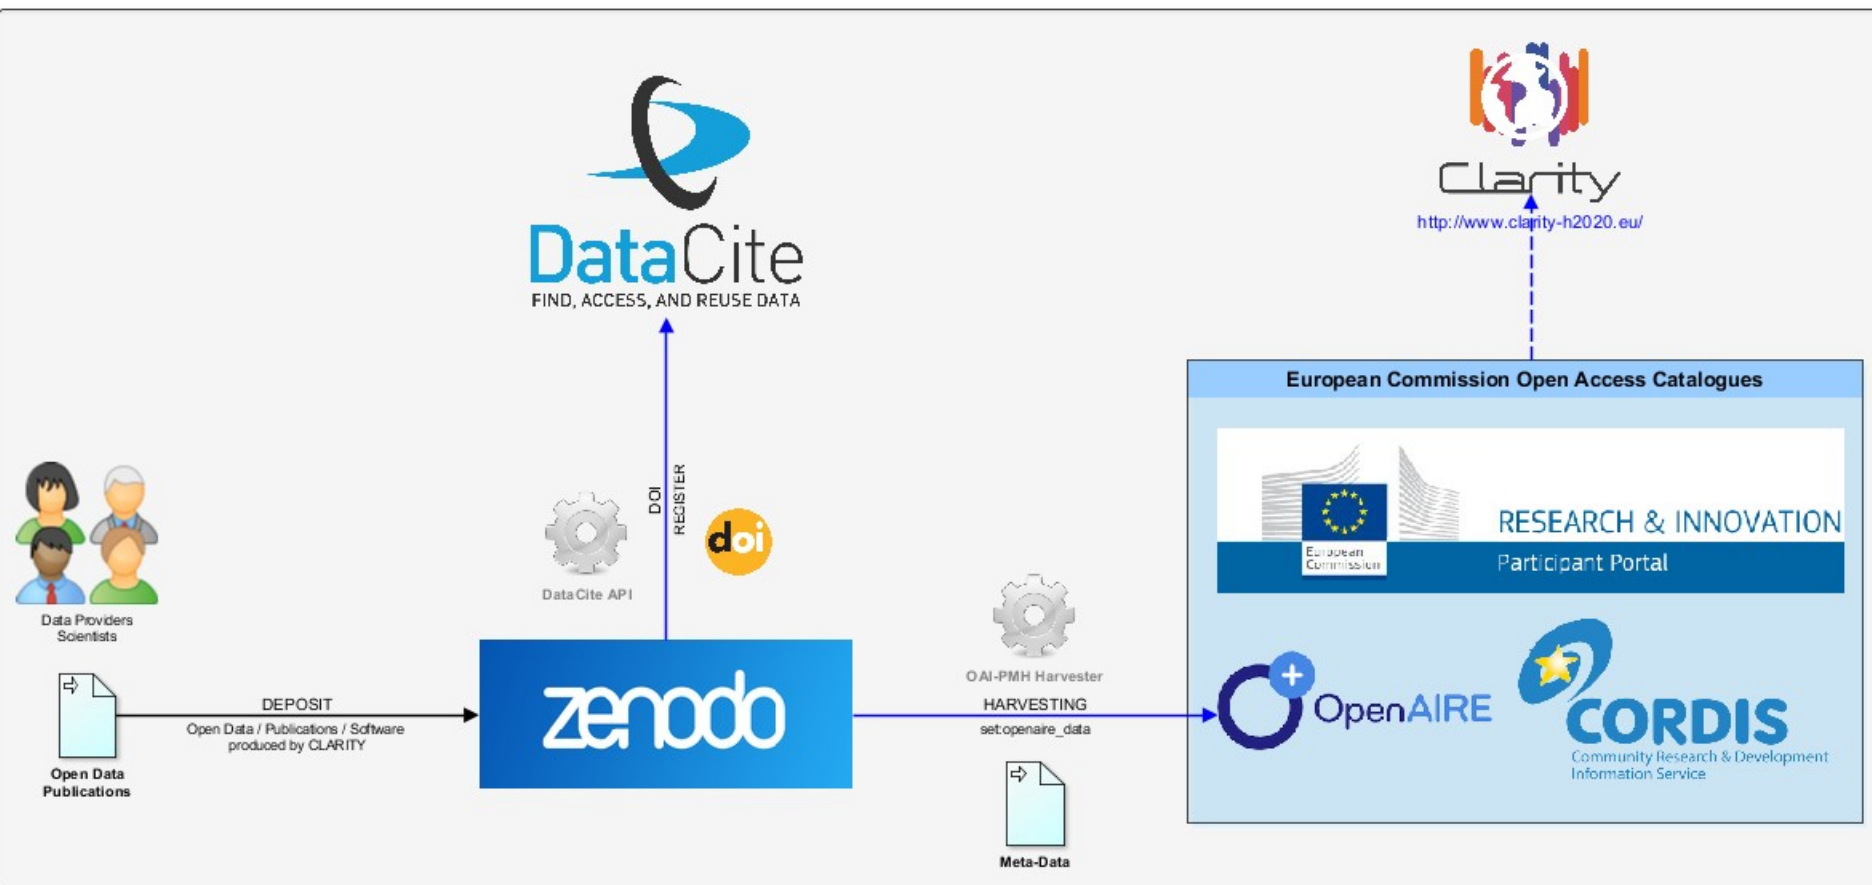 DataCite
FIND, ACCESS, AND REUSE DATA
Clarity
http://www.clarity-h2020.eu/
European Commission Open Access Catalogues
European
Commission
RESEARCH & INNOVATION
Participant Portal
OpenAIRE
CORDIS
Community Research & Development
Information Service
DOI
REGISTER
doi
DataCite API
Data Providers
Scientists
Open Data
Publications
DEPOSIT
Open Data / Publications / Software
produced by CLARITY
zenodo
OAI-PMH Harvester
HARVESTING
set:openaire_data
Meta-Data